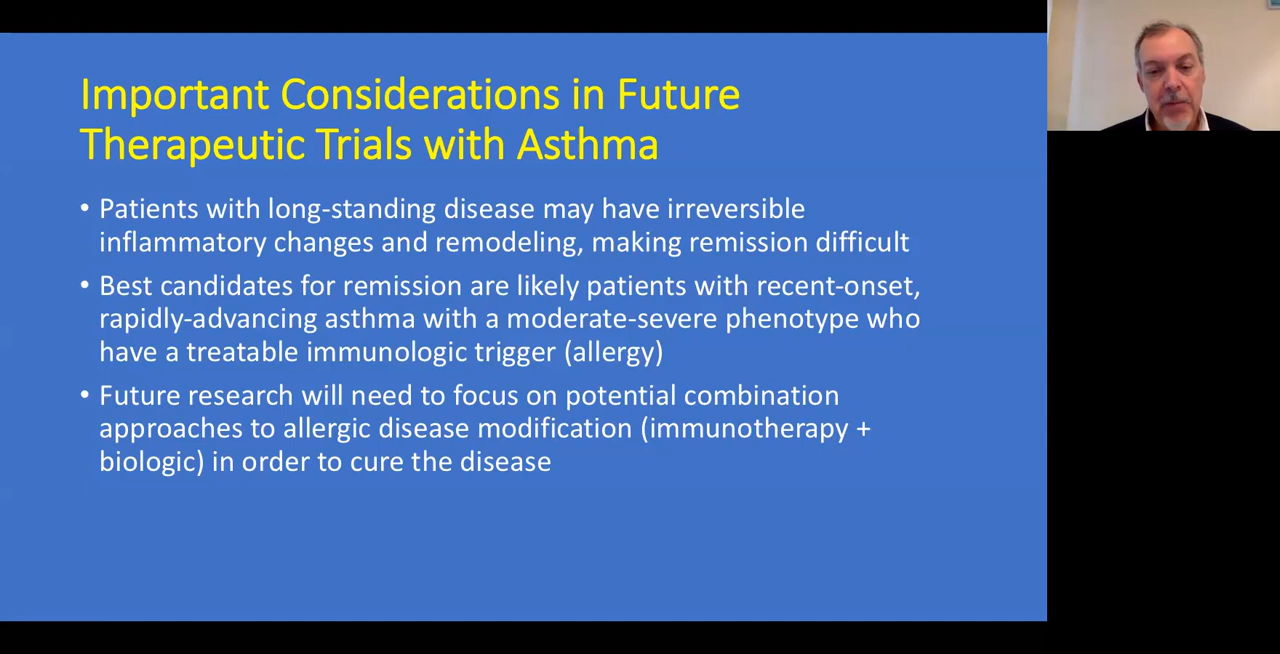 Important Considerations in Future
Therapeutic Trials with Asthma
• Patients with long-standing disease may have irreversible
inflammatory changes and remodeling, making remission difficult
• Best candidates for remission are likely patients with recent-onset,
rapidly-advancing asthma with a moderate-severe phenotype who
have a treatable immunologic trigger (allergy)
• Future research will need to focus on potential combination
approaches to allergic disease modification (immunotherapy +
biologic) in order to cure the disease